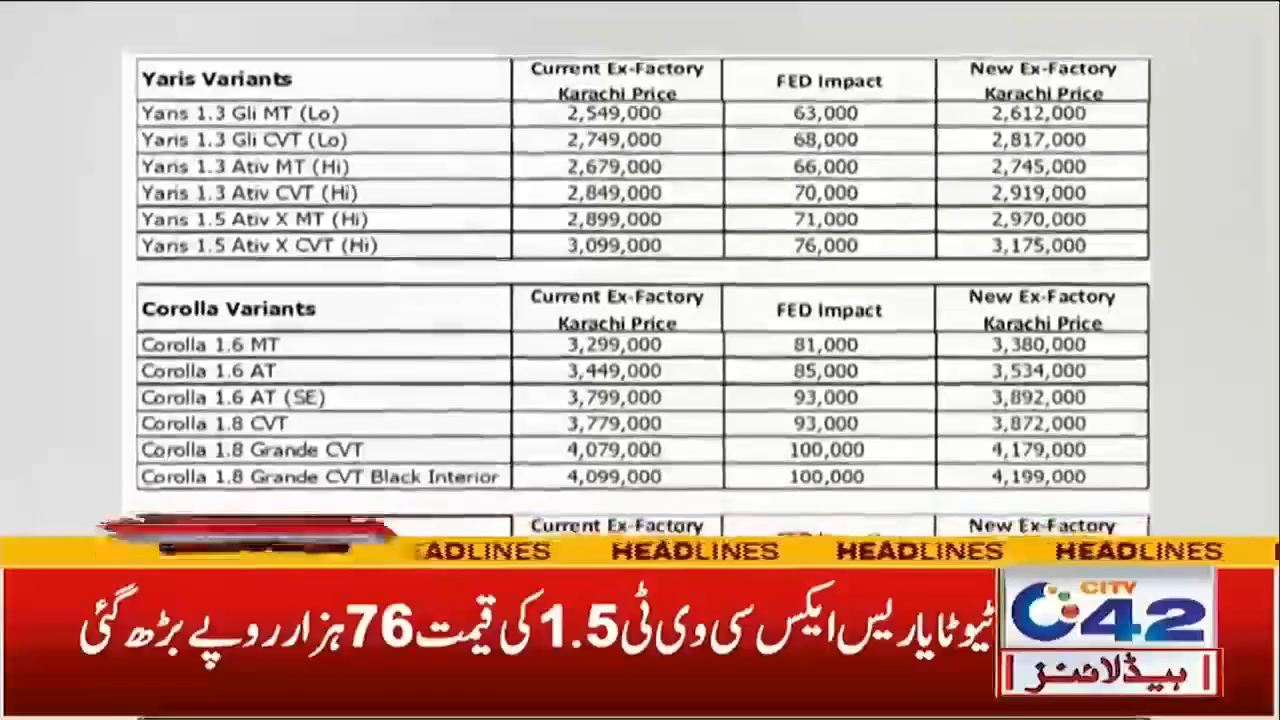 Yaris Variants Current Ex-Factory Karachi Price FED Impact New Ex-Factory Karachi Price
Yaris 1.3 Gli MT (Lo) 2,549,000 63,000 2,612,000
Yaris 1.3 Gli CVT (Lo) 2,749,000 68,000 2,817,000
Yaris 1.3 Ativ MT (Hi) 2,679,000 66,000 2,745,000
Yaris 1.3 Ativ CVT (Hi) 2,849,000 70,000 2,919,000
Yaris 1.5 Ativ X MT (Hi) 2,899,000 71,000 2,970,000
Yaris 1.5 Ativ X CVT (Hi) 3,099,000 76,000 3,175,000
Corolla Variants Current Ex-Factory Karachi Price FED Impact New Ex-Factory Karachi Price
Corolla 1.6 MT 3,299,000 81,000 3,380,000
Corolla 1.6 AT 3,449,000 85,000 3,534,000
Corolla 1.6 AT (SE) 3,799,000 93,000 3,892,000
Corolla 1.8 CVT 3,779,000 93,000 3,872,000
Corolla 1.8 Grande CVT 4,079,000 100,000 4,179,000
Corolla 1.8 Grande CVT Black Interior 4,099,000 100,000 4,199,000
Current Ex-Factory New Ex-Factory
ADLINES HEADLINES HEADLINES HEADLINES
ٹیوٹا یارِیس ایکس سی وی ٹی 1.5 کی قیمت 76 ہزار روپے بڑھ گئی
CITY
42
ہیڈلائنز